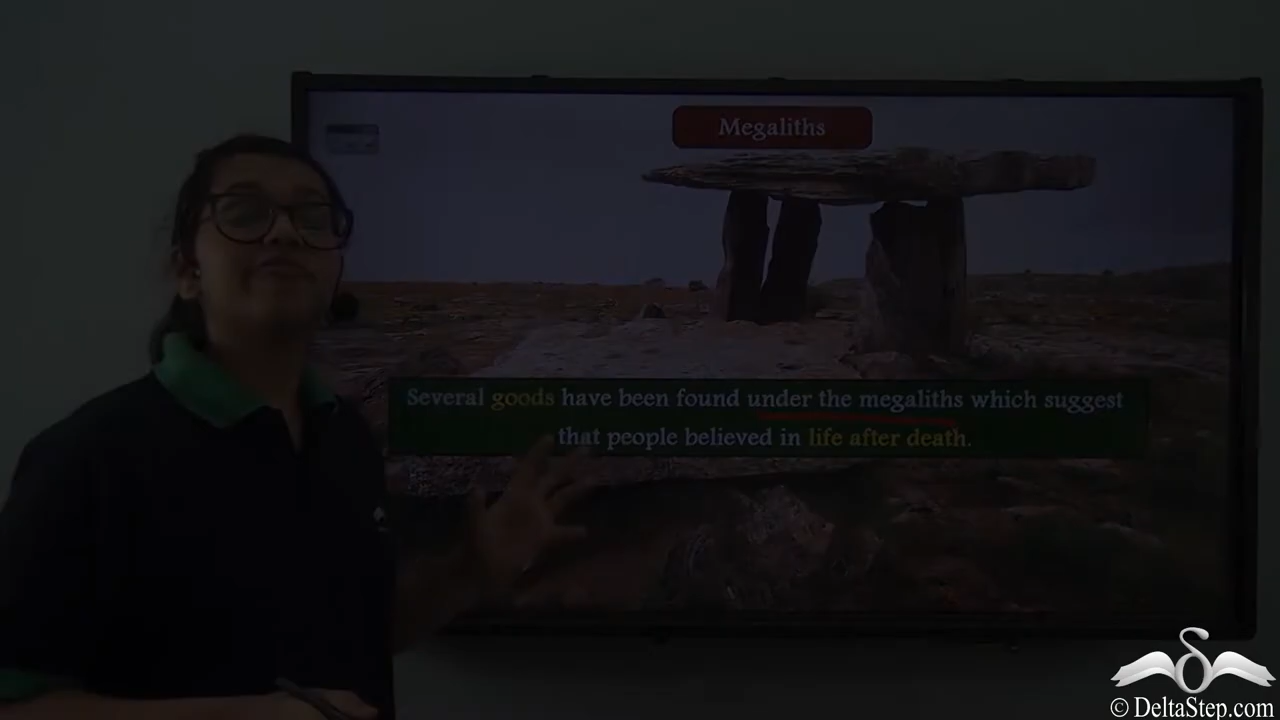 Megaliths
Several goods have been found under the megaliths which suggest
that people believed in life after death.
© DeltaStep.com